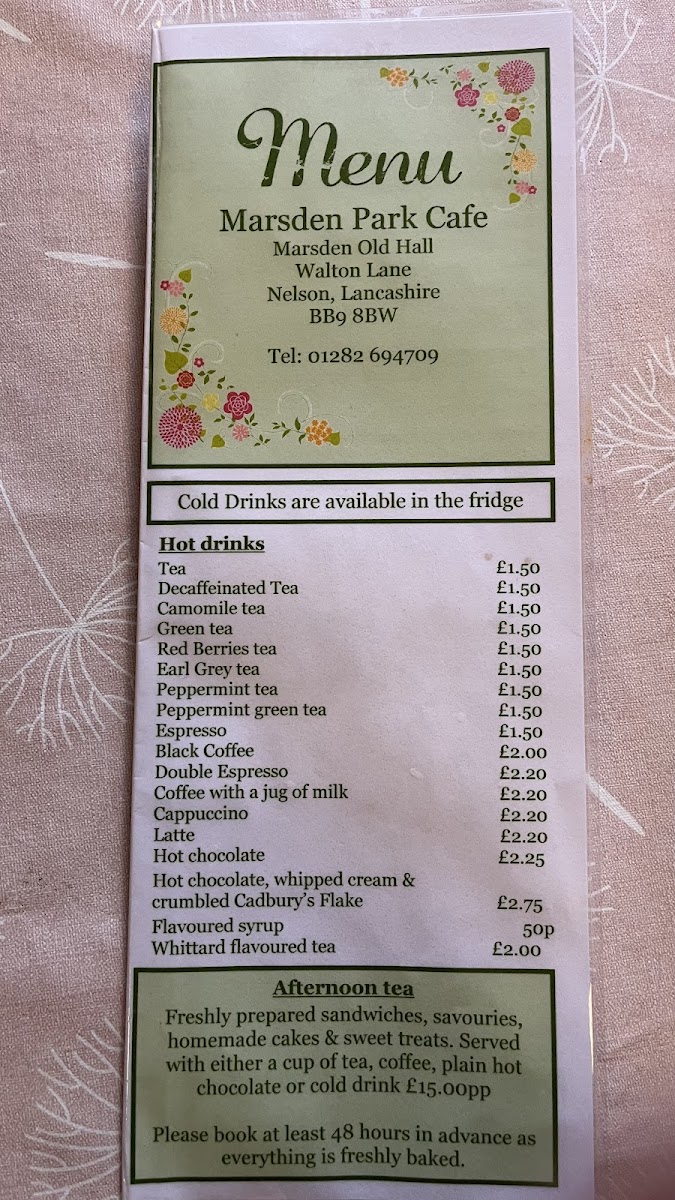 Menu
Marsden Park Cafe
Marsden Old Hall
Walton Lane
Nelson, Lancashire
BB9 8BW
Tel: 01282 694709
Cold Drinks are available in the fridge
Hot drinks
Tea £1.50
Decaffeinated Tea £1.50
Camomile tea £1.50
Green tea £1.50
Red Berries tea £1.50
Earl Grey tea £1.50
Peppermint tea £1.50
Peppermint green tea £1.50
Espresso £1.50
Black Coffee £2.00
Double Espresso £2.20
Coffee with a jug of milk £2.20
Cappuccino £2.20
Latte £2.20
Hot chocolate £2.25
Hot chocolate, whipped cream &
crumbled Cadbury's Flake £2.75
Flavoured syrup 50p
Whittard flavoured tea £2.00
Afternoon tea
Freshly prepared sandwiches, savouries,
homemade cakes & sweet treats. Served
with either a cup of tea, coffee, plain hot
chocolate or cold drink £15.00pp
Please book at least 48 hours in advance as
everything is freshly baked.